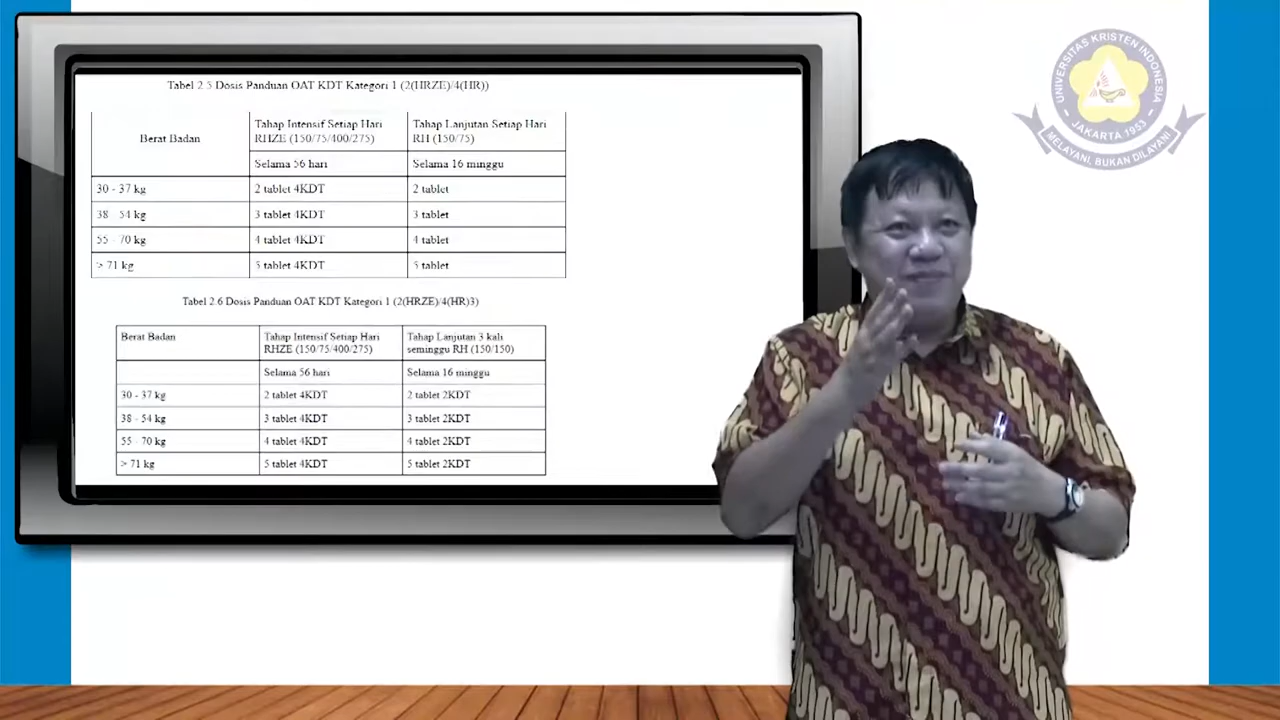 Tabel 2.5 Dosis Panduan OAT KDT Kategori 1 (2(HRZE)/4(HR))
Berat Badan
Tahap Intensif Setiap Hari
RHZE (150/75/400/275)
Tahap Lanjutan Setiap Hari
RH (150/75)
Selama 56 hari
Selama 16 minggu
30 - 37 kg
2 tablet 4KDT
2 tablet
38 - 54 kg
3 tablet 4KDT
3 tablet
55 - 70 kg
4 tablet 4KDT
4 tablet
> 71 kg
5 tablet 4KDT
5 tablet
Tabel 2.6 Dosis Panduan OAT KDT Kategori 1 (2(HRZE)/4(HR)3)
Berat Badan
Tahap Intensif Setiap Hari
RHZE (150/75/400/275)
Tahap Lanjutan 3 kali
seminggu RH (150/150)
Selama 56 hari
Selama 16 minggu
30 - 37 kg
2 tablet 4KDT
2 tablet 2KDT
38 - 54 kg
3 tablet 4KDT
3 tablet 2KDT
55 - 70 kg
4 tablet 4KDT
4 tablet 2KDT
> 71 kg
5 tablet 4KDT
5 tablet 2KDT
UNIVERSITAS KRISTEN INDONESIA
JAKARTA 1953
MELAYANI, BUKAN DILAYANI